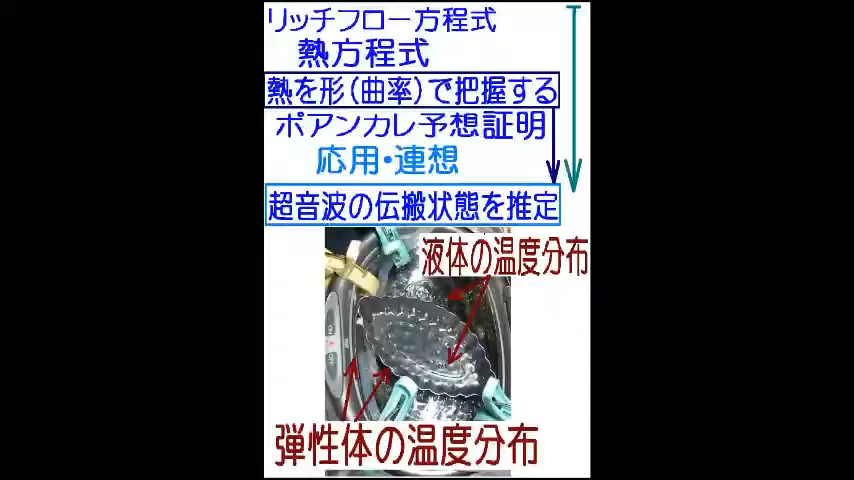 リッチフロー方程式
熱方程式
熱を形(曲率)で把握する
ポアンカレ予想証明
応用・連想
超音波の伝搬状態を推定
液体の温度分布
弾性体の温度分布